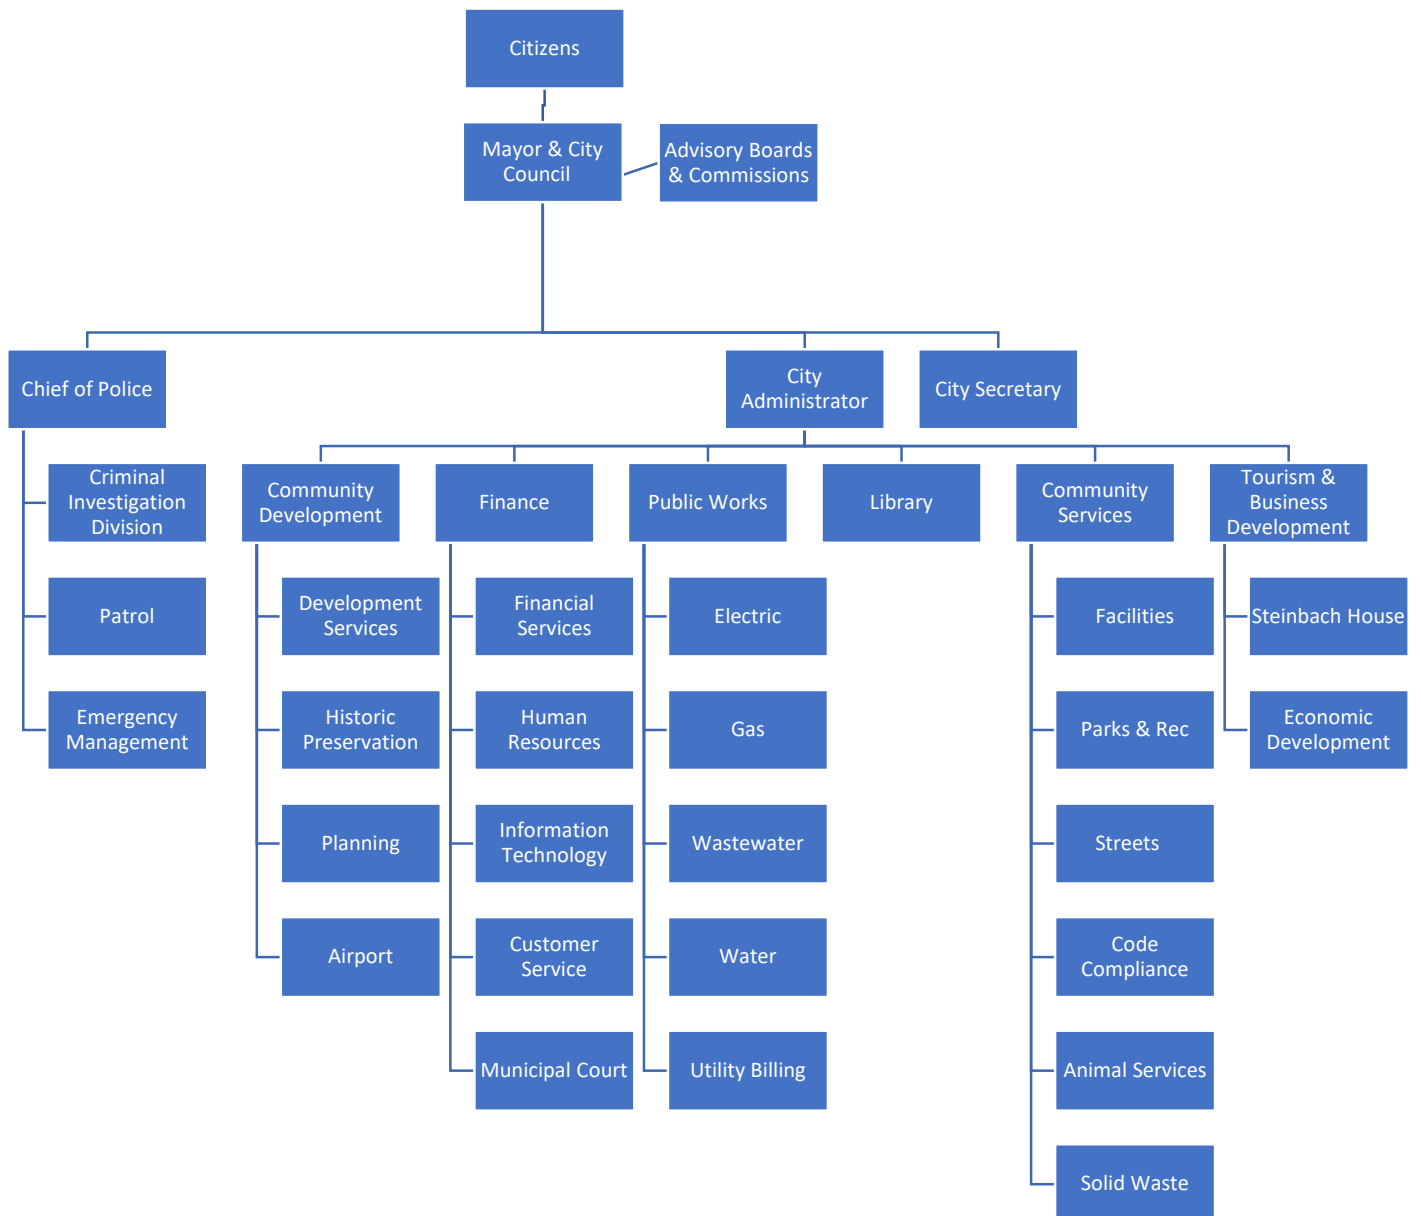 Citizens
Mayor & City
Council
Advisory Boards
& Commissions
Chief of Police
City
Administrator
City Secretary
Criminal
Investigation
Division
Community
Development
Finance
Public Works
Library
Community
Services
Tourism &
Business
Development
Patrol
Development
Services
Financial
Services
Electric
Facilities
Steinbach House
Emergency
Management
Historic
Preservation
Human
Resources
Gas
Parks & Rec
Economic
Development
Planning
Information
Technology
Wastewater
Streets
Airport
Customer
Service
Water
Code
Compliance
Municipal Court
Utility Billing
Animal Services
Solid Waste